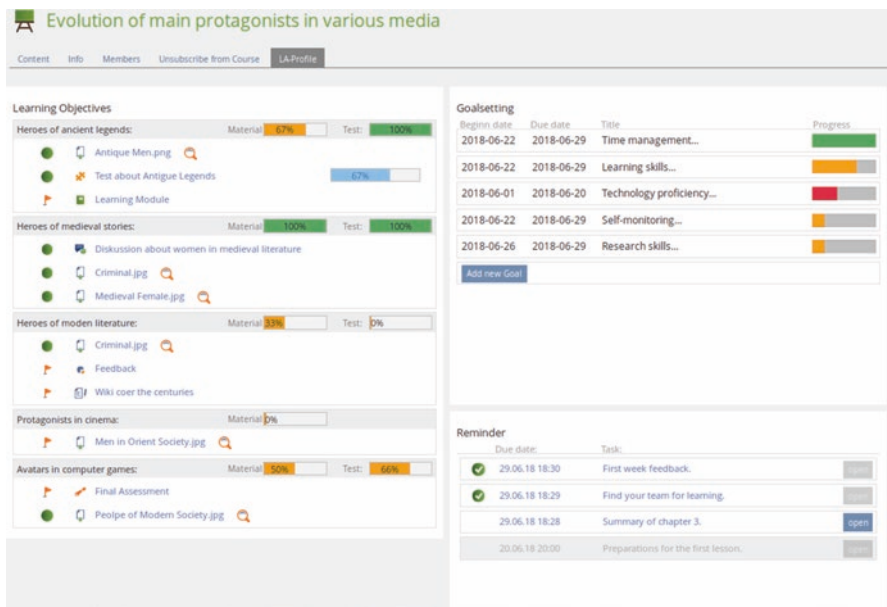 Evolution of main protagonists in various media
Content Info Members Unsubscribe from Course LA-Profile
Learning Objectives
Heroes of ancient legends: Material: 67% Test: 100%
Antique Men.png
Test about Antigue Legends 67%
Learning Module
Heroes of medieval stories: Material: 100% Test: 100%
Diskussion about women in medieval literature
Criminal.jpg
Medieval Female.jpg
Heroes of moden literature: Material: 33% Test: 0%
Criminal.jpg
Feedback
Wiki coer the centuries
Protagonists in cinema: Material: 0%
Men in Orient Society.jpg
Avatars in computer games: Material: 50% Test: 66%
Final Assessment
Peolpe of Modern Society.jpg
Goalsetting
Beginn date Due date Title Progress
2018-06-22 2018-06-29 Time management...
2018-06-22 2018-06-29 Learning skills...
2018-06-01 2018-06-20 Technology proficiency...
2018-06-22 2018-06-29 Self-monitoring...
2018-06-26 2018-06-29 Research skills...
Add new Goal
Reminder
Due date: Task:
29.06.18 18:30 First week feedback. open
29.06.18 18:29 Find your team for learning. open
29.06.18 18:28 Summary of chapter 3. open
20.06.18 20:00 Preparations for the first lesson. open